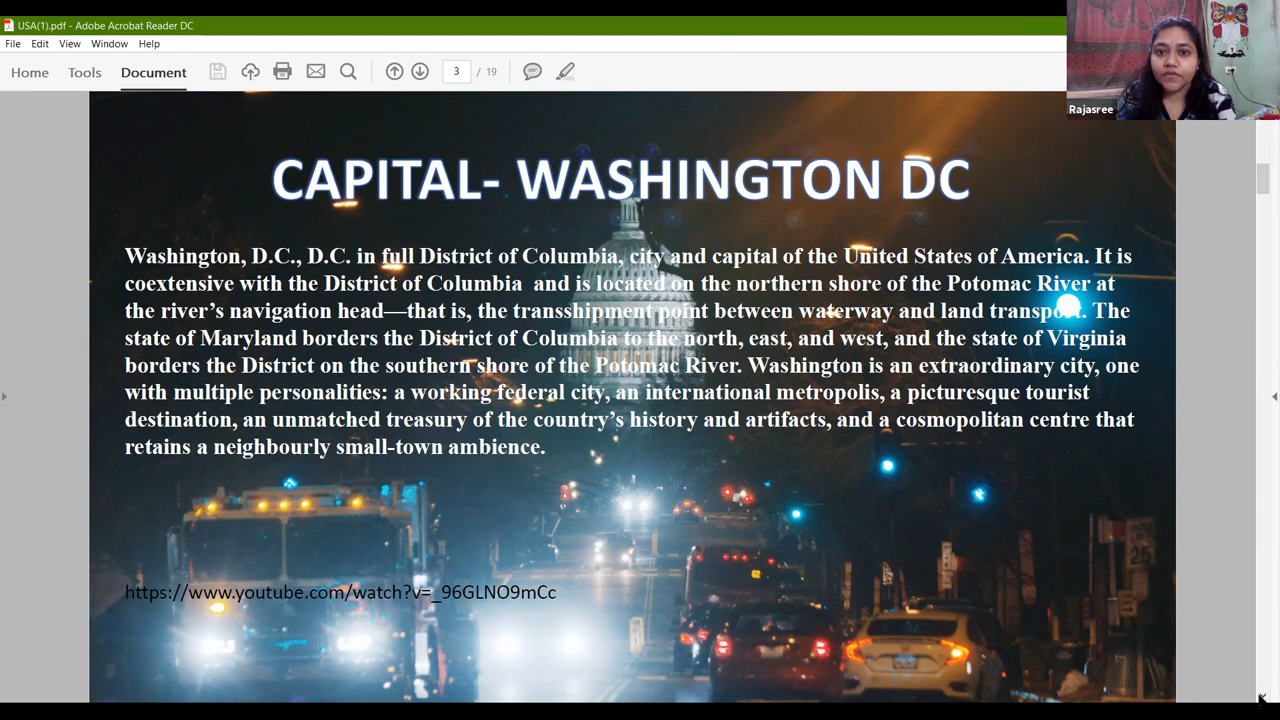 USA(1).pdf - Adobe Acrobat Reader DC
File Edit View Window Help
Home Tools Document 3 / 19
Rajasree
CAPITAL- WASHINGTON DC
Washington, D.C., D.C. in full District of Columbia, city and capital of the United States of America. It is
coextensive with the District of Columbia and is located on the northern shore of the Potomac River at
the river’s navigation head—that is, the transshipment point between waterway and land transport. The
state of Maryland borders the District of Columbia to the north, east, and west, and the state of Virginia
borders the District on the southern shore of the Potomac River. Washington is an extraordinary city, one
with multiple personalities: a working federal city, an international metropolis, a picturesque tourist
destination, an unmatched treasury of the country’s history and artifacts, and a cosmopolitan centre that
retains a neighbourly small-town ambience.
25
https://www.youtube.com/watch?v=_96GLNO9mCc